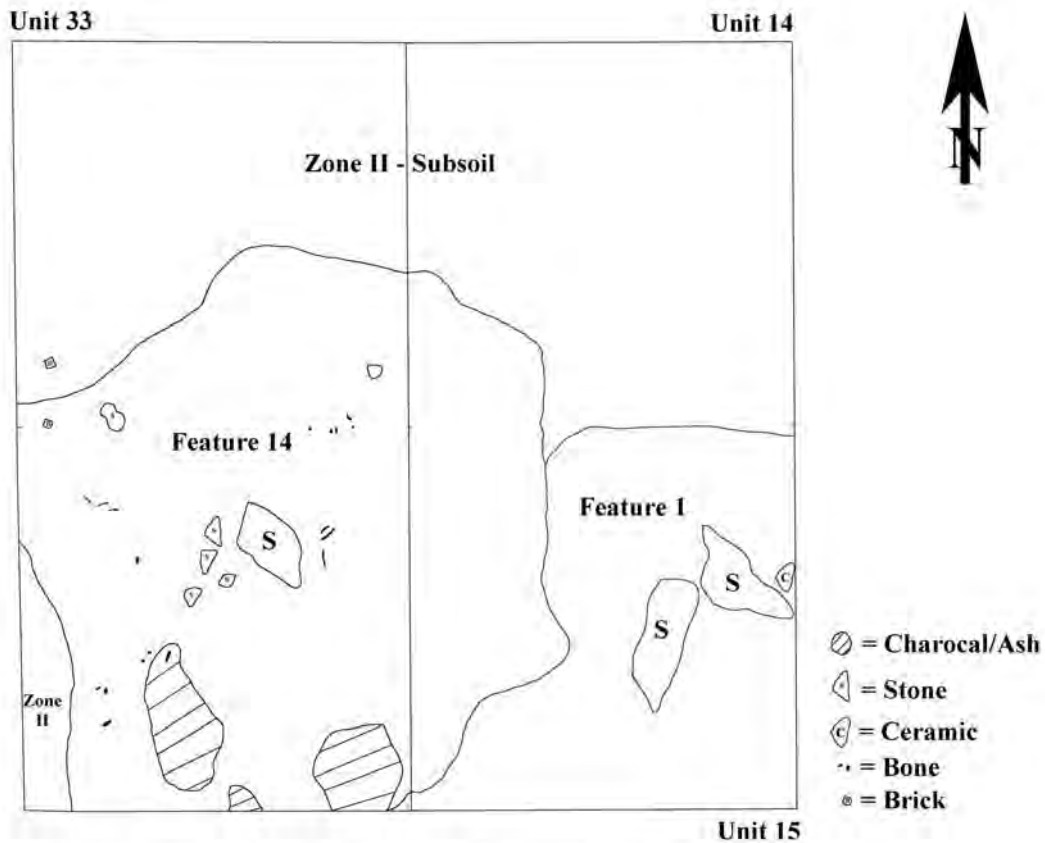 Unit 33
Unit 14
N
Zone II - Subsoil
Feature 14
Feature 1
S
S
S
C
Zone
II
= Charocal/Ash
s = Stone
c = Ceramic
= Bone
= Brick
Unit 15